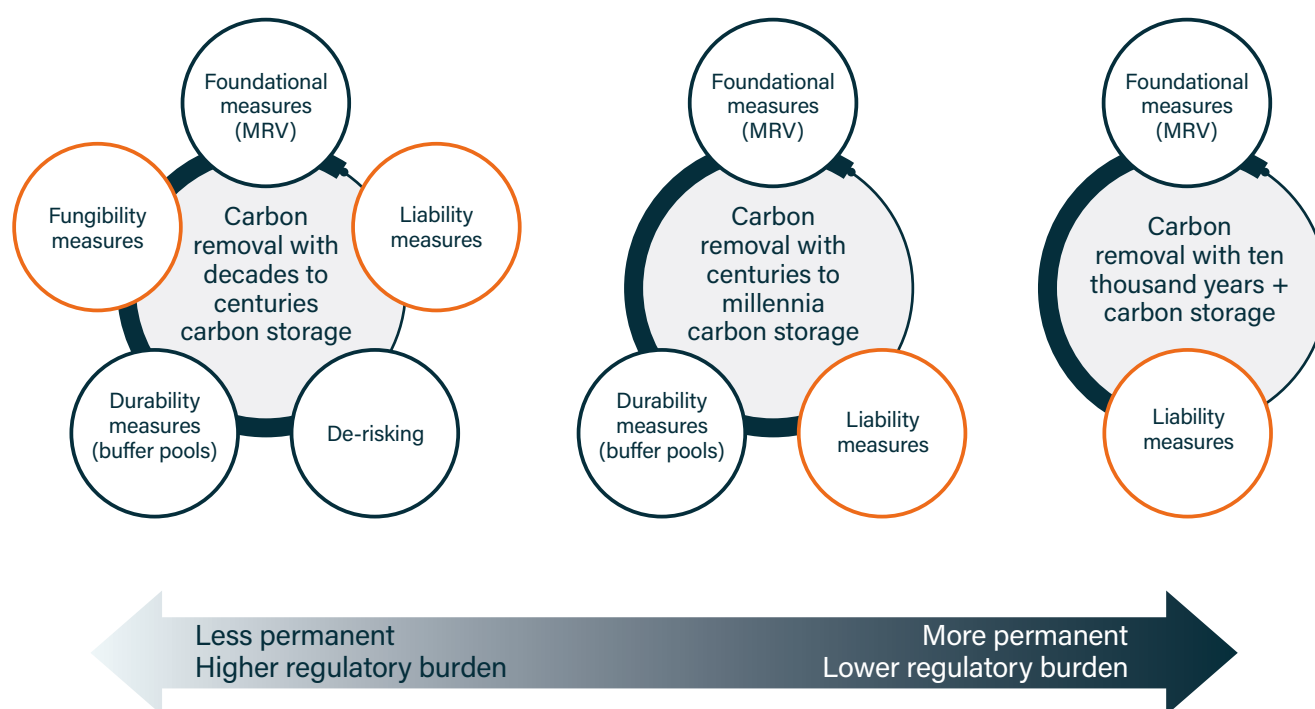 Foundational
measures
(MRV)
Fungibility
measures
Liability
measures
Carbon
removal with
decades to
centuries
carbon storage
Durability
measures
(buffer pools)
De-risking
Foundational
measures
(MRV)
Carbon
removal with
centuries to
millennia
carbon storage
Durability
measures
(buffer pools)
Liability
measures
Foundational
measures
(MRV)
Carbon
removal with ten
thousand years +
carbon storage
Liability
measures
Less permanent
Higher regulatory burden
More permanent
Lower regulatory burden